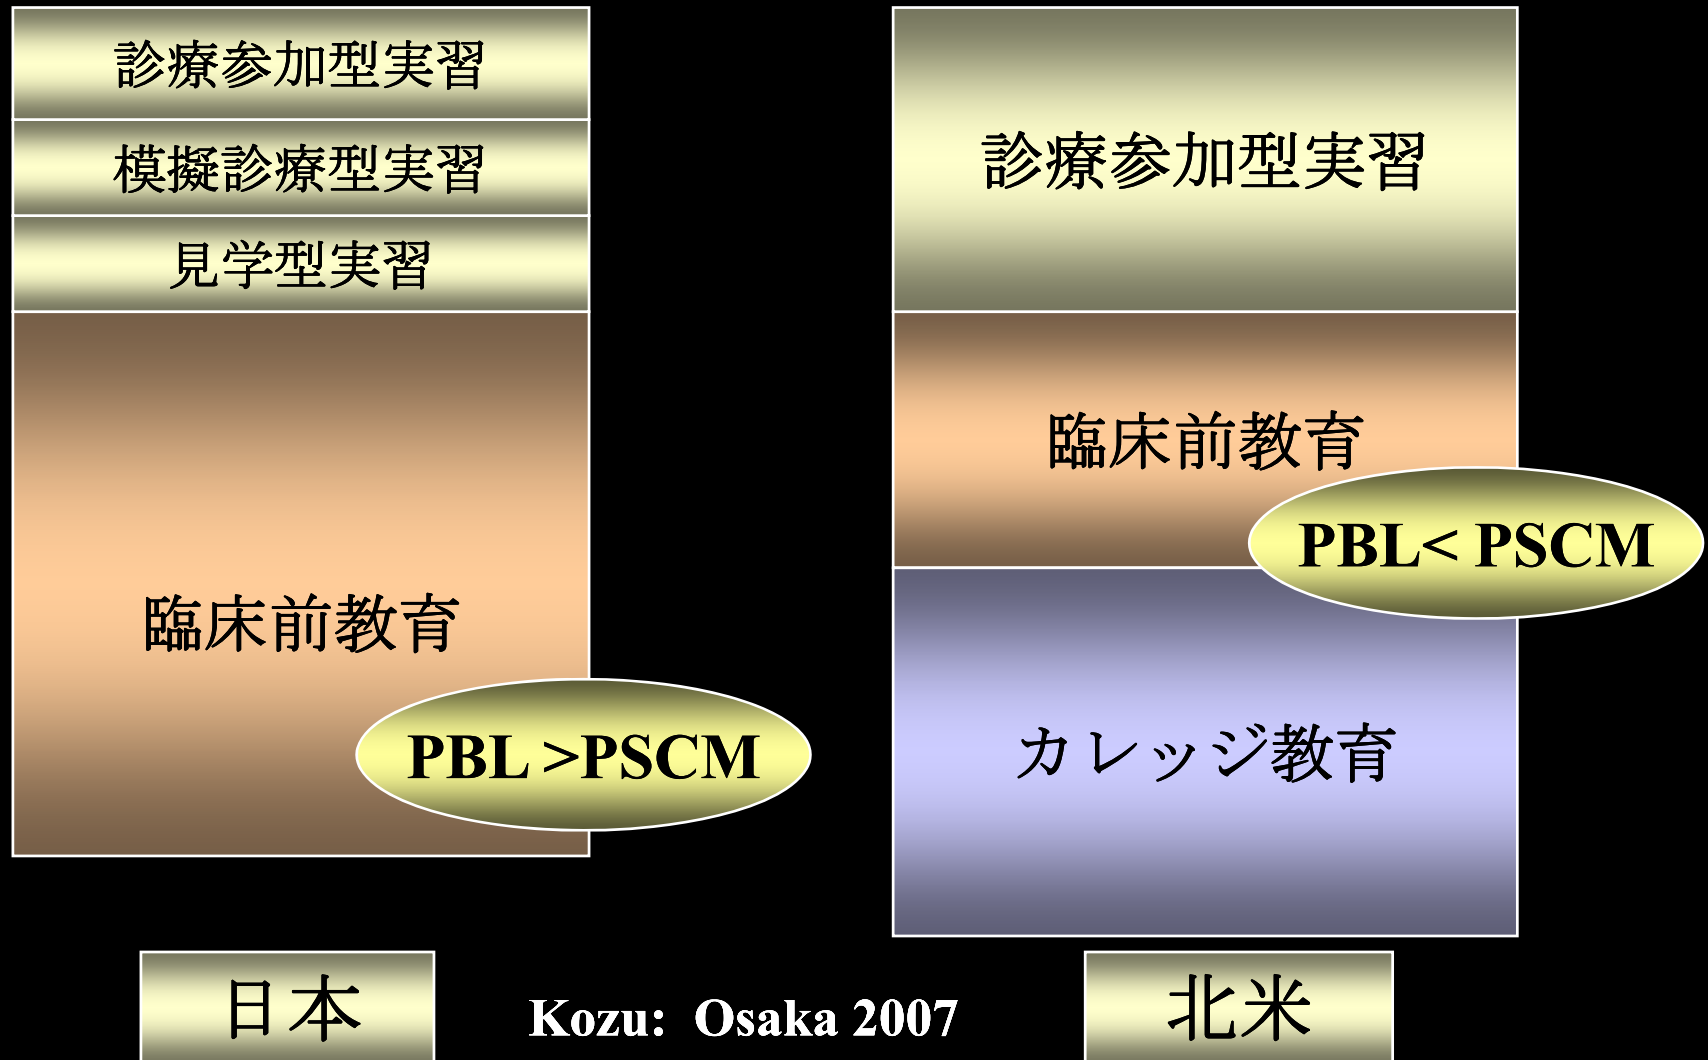 診療参加型実習
模擬診療型実習
見学型実習
臨床前教育
PBL >PSCM
日本
診療参加型実習
臨床前教育
PBL< PSCM
カレッジ教育
北米
Kozu: Osaka 2007